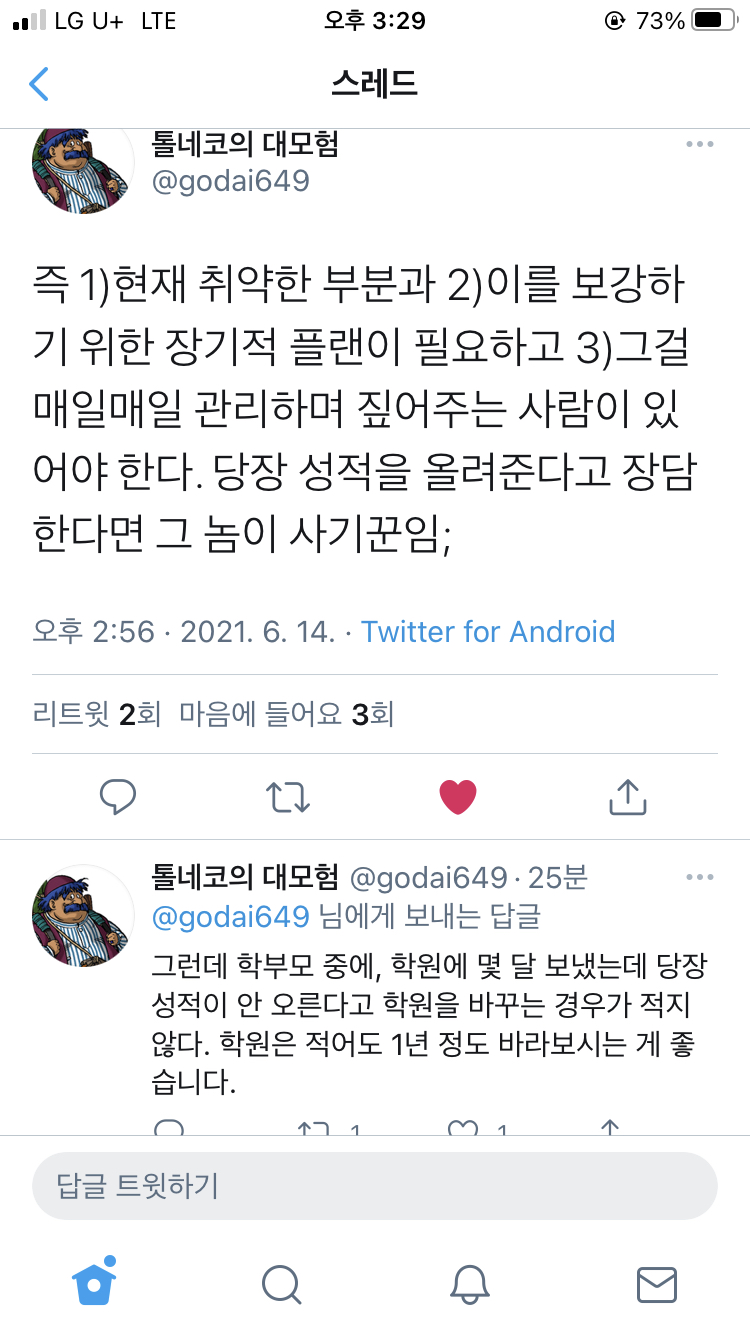 LG U+ LTE 오후 3:29 73%
스레드
톨네코의 대모험
@godai649
즉 1)현재 취약한 부분과 2)이를 보강하
기 위한 장기적 플랜이 필요하고 3)그걸
매일매일 관리하며 짚어주는 사람이 있
어야 한다. 당장 성적을 올려준다고 장담
한다면 그 놈이 사기꾼임;
오후 2:56 · 2021. 6. 14. · Twitter for Android
리트윗 2회 마음에 들어요 3회
톨네코의 대모험 @godai649 · 25분
@godai649 님에게 보내는 답글
그런데 학부모 중에, 학원에 몇 달 보냈는데 당장
성적이 안 오른다고 학원을 바꾸는 경우가 적지
않다. 학원은 적어도 1년 정도 바라보시는 게 좋
습니다.
1 1
답글 트윗하기